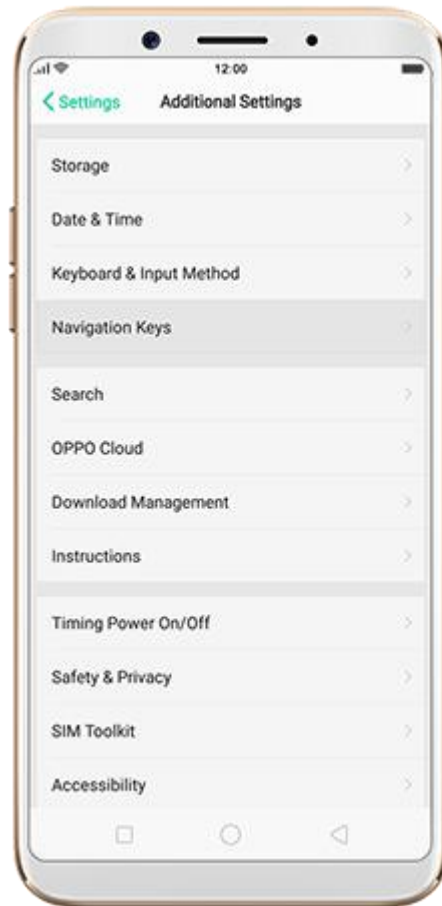 12:00
Settings
Additional Settings
Storage
Date & Time
Keyboard & Input Method
Navigation Keys
Search
OPPO Cloud
Download Management
Instructions
Timing Power On/Off
Safety & Privacy
SIM Toolkit
Accessibility